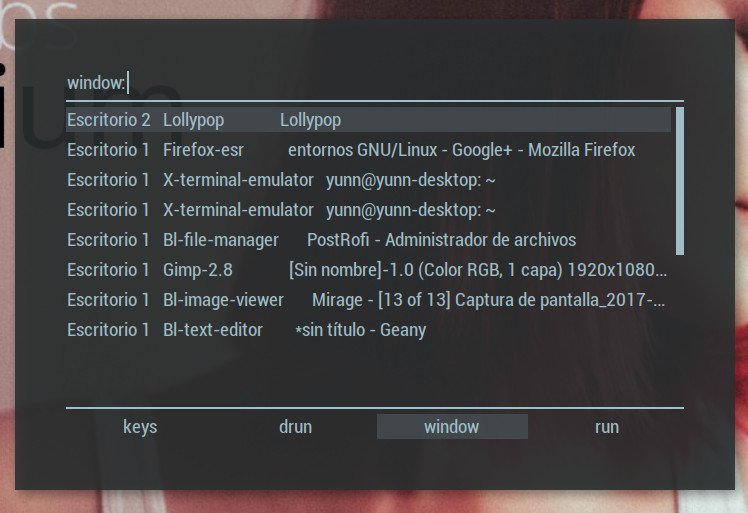 bs
ium
window:
Escritorio 2 Lollypop Lollypop
Escritorio 1 Firefox-esr entornos GNU/Linux - Google+ - Mozilla Firefox
Escritorio 1 X-terminal-emulator yunn@yunn-desktop: ~
Escritorio 1 X-terminal-emulator yunn@yunn-desktop: ~
Escritorio 1 Bl-file-manager PostRofi - Administrador de archivos
Escritorio 1 Gimp-2.8 [Sin nombre]-1.0 (Color RGB, 1 capa) 1920x1080...
Escritorio 1 Bl-image-viewer Mirage - [13 of 13] Captura de pantalla_2017-...
Escritorio 1 Bl-text-editor *sin título - Geany
keys drun window run